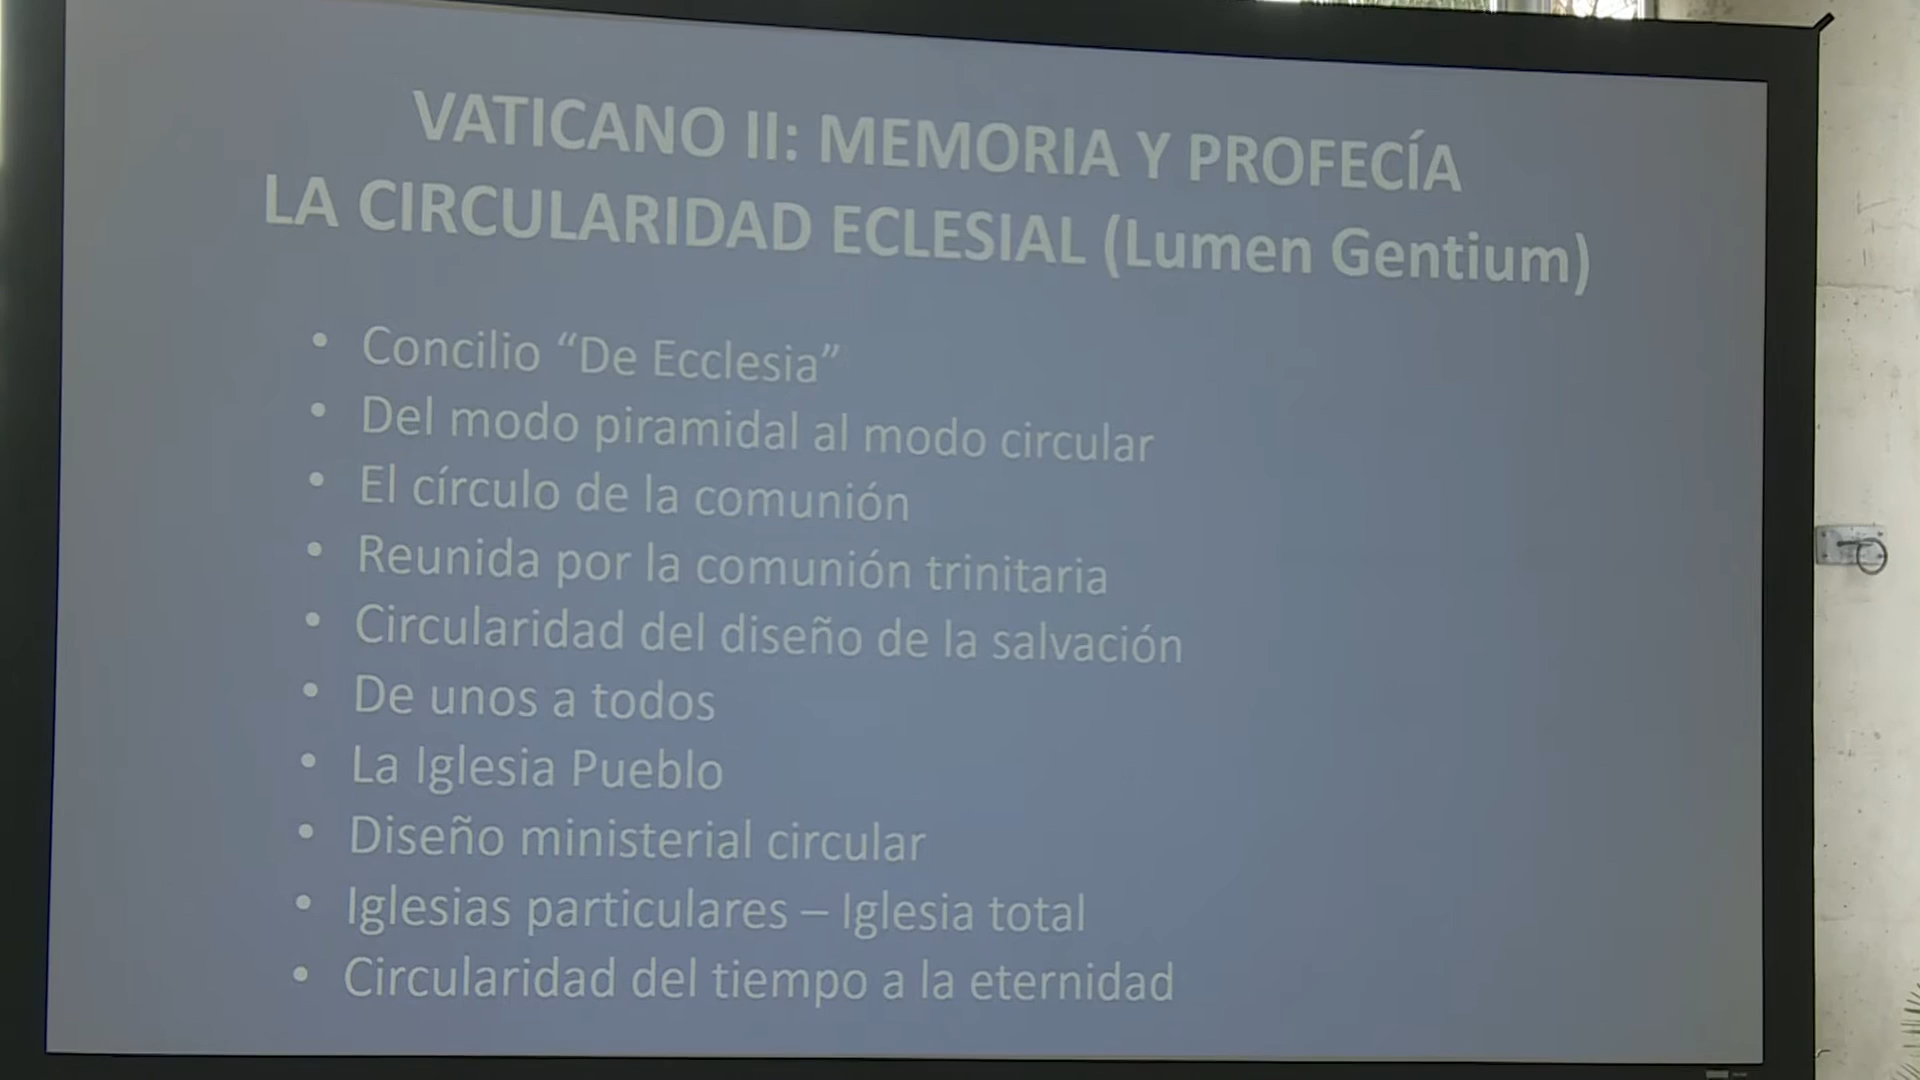 VATICANO II: MEMORIA Y PROFECÍA
LA CIRCULARIDAD ECLESIAL (Lumen Gentium)
• Concilio “De Ecclesia”
• Del modo piramidal al modo circular
• El círculo de la comunión
• Reunida por la comunión trinitaria
• Circularidad del diseño de la salvación
• De unos a todos
• La Iglesia Pueblo
• Diseño ministerial circular
• Iglesias particulares – Iglesia total
• Circularidad del tiempo a la eternidad